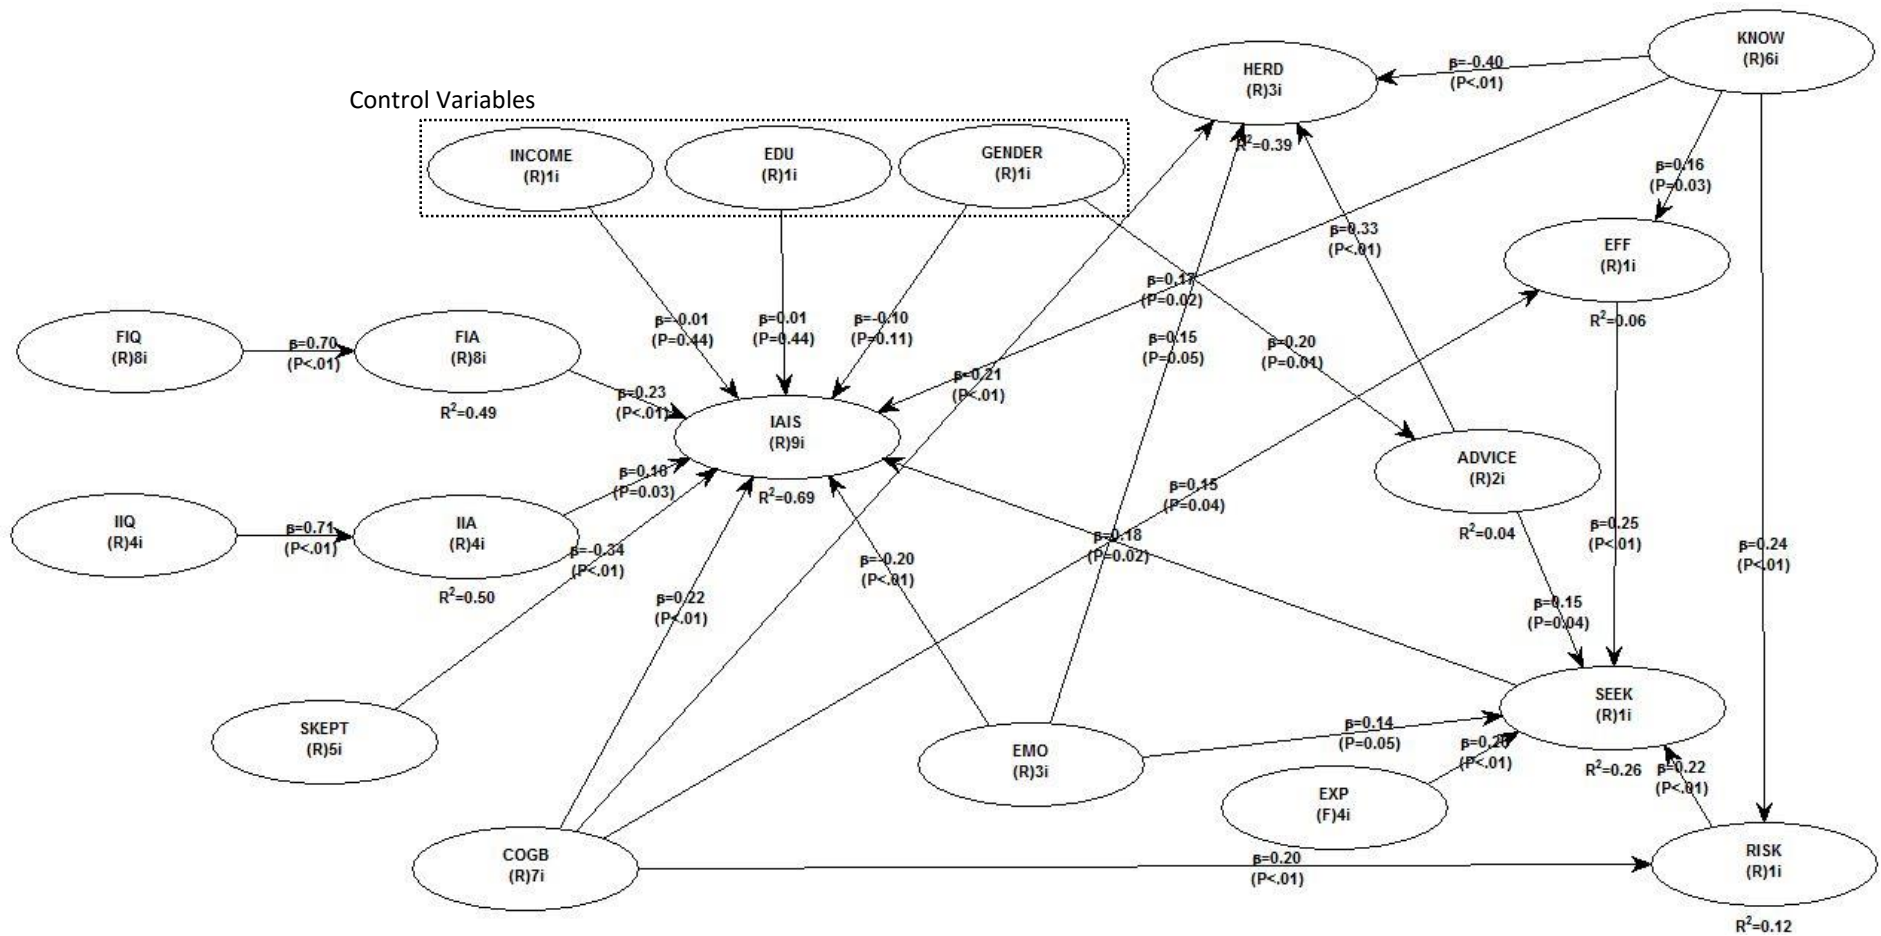 KNOW
(R)6i
HERD
(R)3i
β=-0.40
(P<.01)
Control Variables
R²=0.39
INCOME
(R)1i
EDU
(R)1i
GENDER
(R)1i
β=0.16
(P=0.03)
β=0.33
(P<.01)
EFF
(R)1i
β=0.17
(P=0.02)
R²=0.06
β=-0.01
(P=0.44)
β=0.01
(P=0.44)
β=-0.10
(P=0.11)
FIQ
(R)8i
β=0.70
(P<.01)
FIA
(R)8i
R²=0.49
β=0.15
(P=0.05)
β=0.20
(P=0.01)
β=0.23
(P<.01)
β=0.21
(P<.01)
IAIS
(R)9i
R²=0.69
ADVICE
(R)2i
R²=0.04
β=0.16
(P=0.03)
β=0.15
(P=0.04)
IIQ
(R)4i
β=0.71
(P<.01)
IIA
(R)4i
R²=0.50
β=-0.34
(P<.01)
β=-0.20
(P<.01)
β=0.18
(P=0.02)
β=0.25
(P<.01)
β=0.24
(P<.01)
β=0.22
(P<.01)
β=0.15
(P=0.04)
SEEK
(R)1i
R²=0.26
SKEPT
(R)5i
EMO
(R)3i
β=0.14
(P=0.05)
(P<.01)
β=0.22
(P<.01)
EXP
(F)4i
COGB
(R)7i
β=0.20
(P<.01)
RISK
(R)1i
R²=0.12